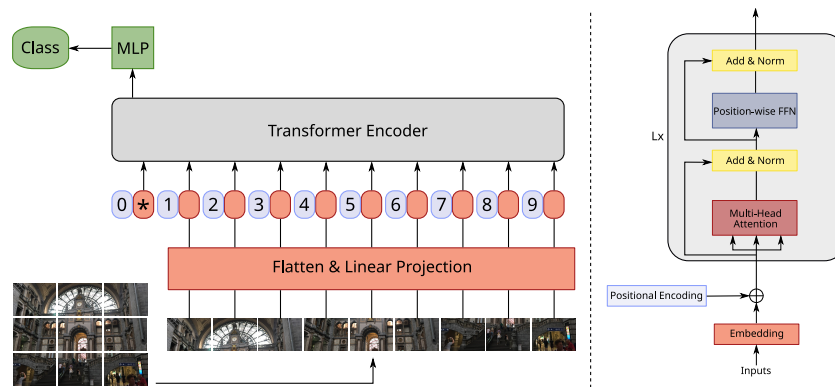 Class
MLP
Transformer Encoder
0 * 1 2 3 4 5 6 7 8 9
Flatten & Linear Projection
Add & Norm
Position-wise FFN
Lx
Add & Norm
Multi-Head
Attention
Positional Encoding
Embedding
Inputs